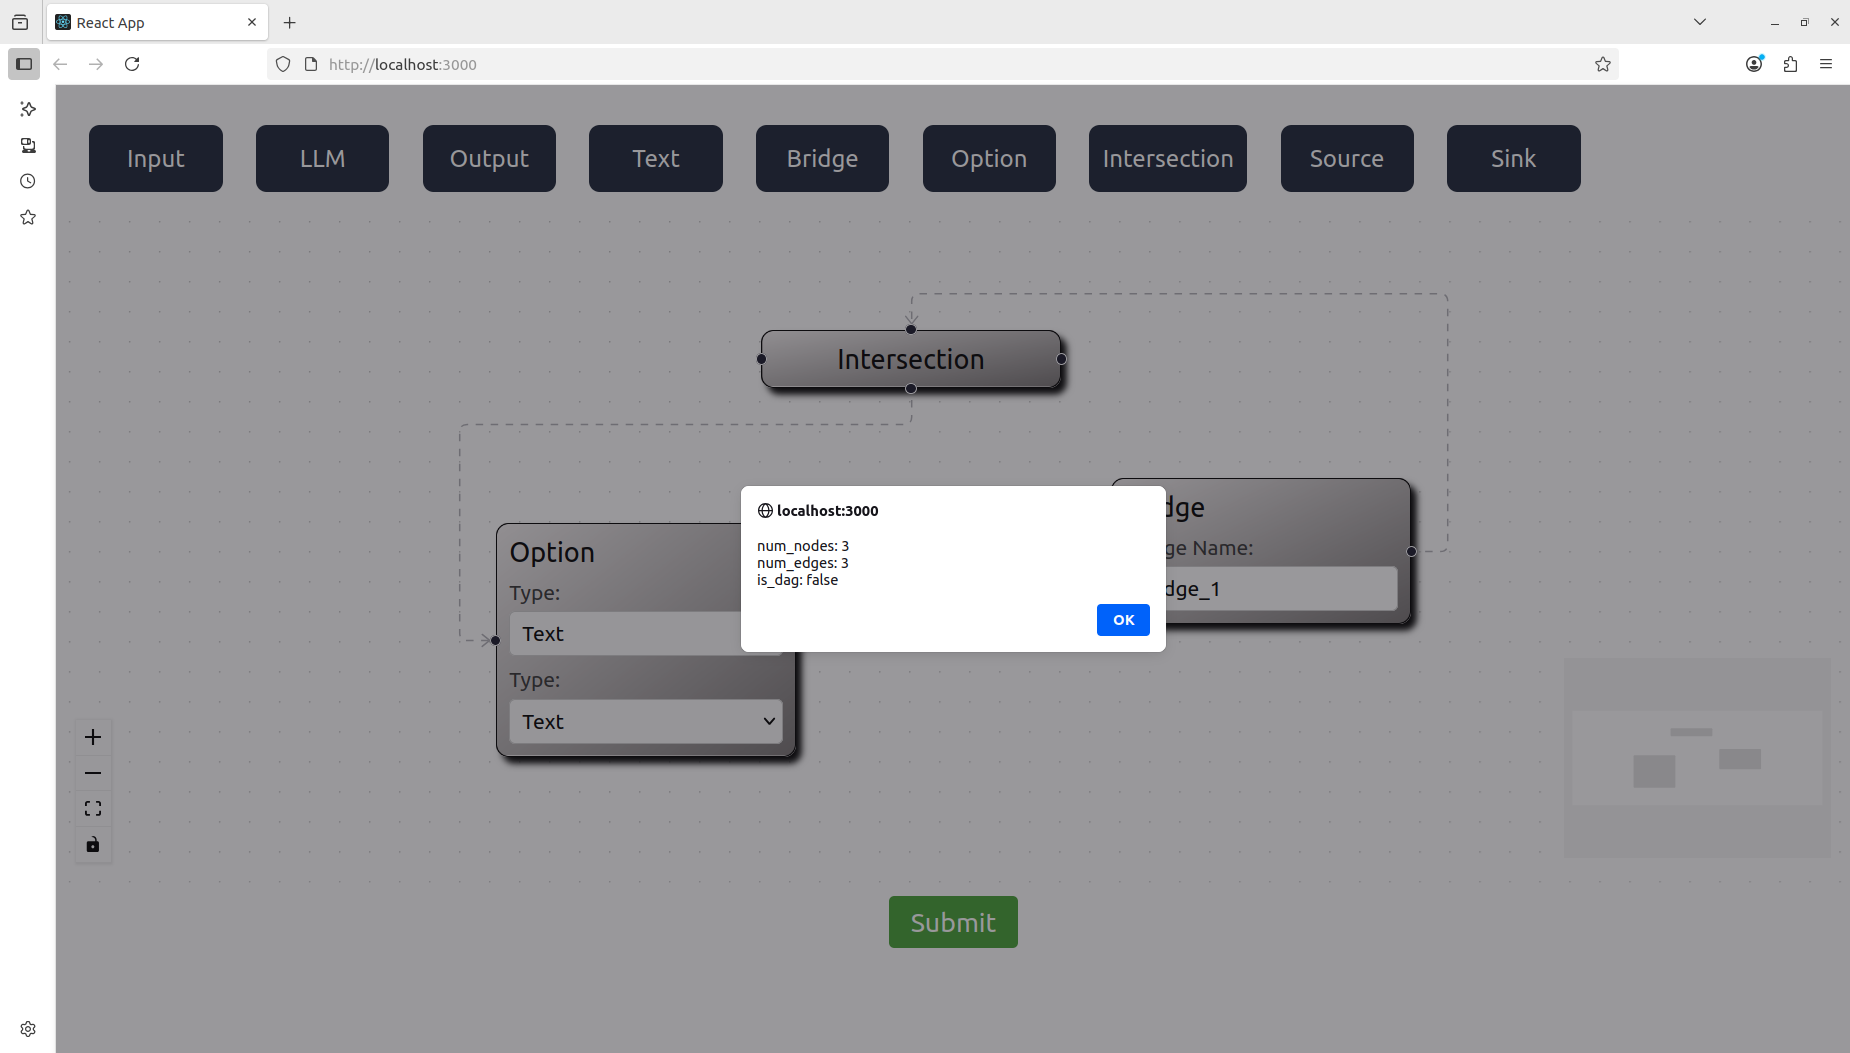 React App
http://localhost:3000
Input
LLM
Output
Text
Bridge
Option
Intersection
Source
Sink
Intersection
Option
Type:
Text
Type:
Text
localhost:3000
num_nodes: 3
num_edges: 3
is_dag: false
OK
dge
ge Name:
dge_1
Submit